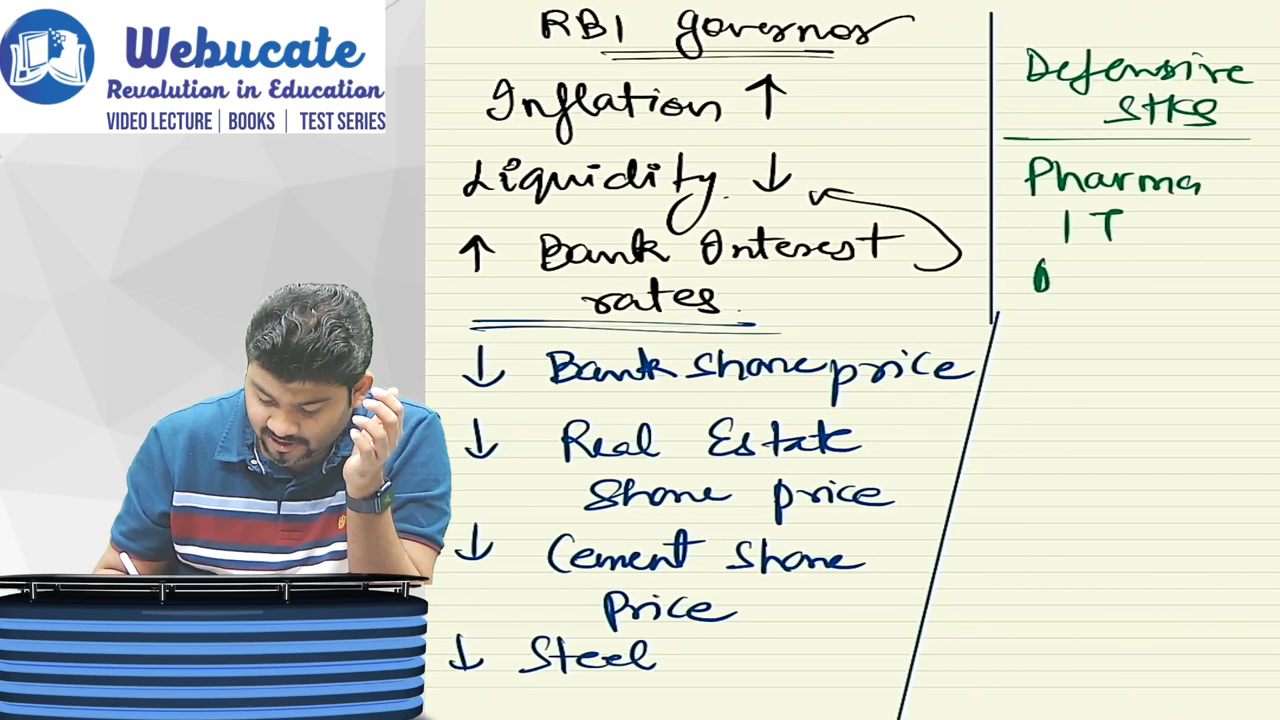 Webucate
Revolution in Education
VIDEO LECTURE | BOOKS | TEST SERIES
RBI governor
Inflation ↑
Liquidity ↓
↑ Bank Interest
rates
↓ Bank share price
↓ Real Estate
Share price
↓ Cement Share
Price
↓ Steel
Defensive
Stks
Pharma
IT